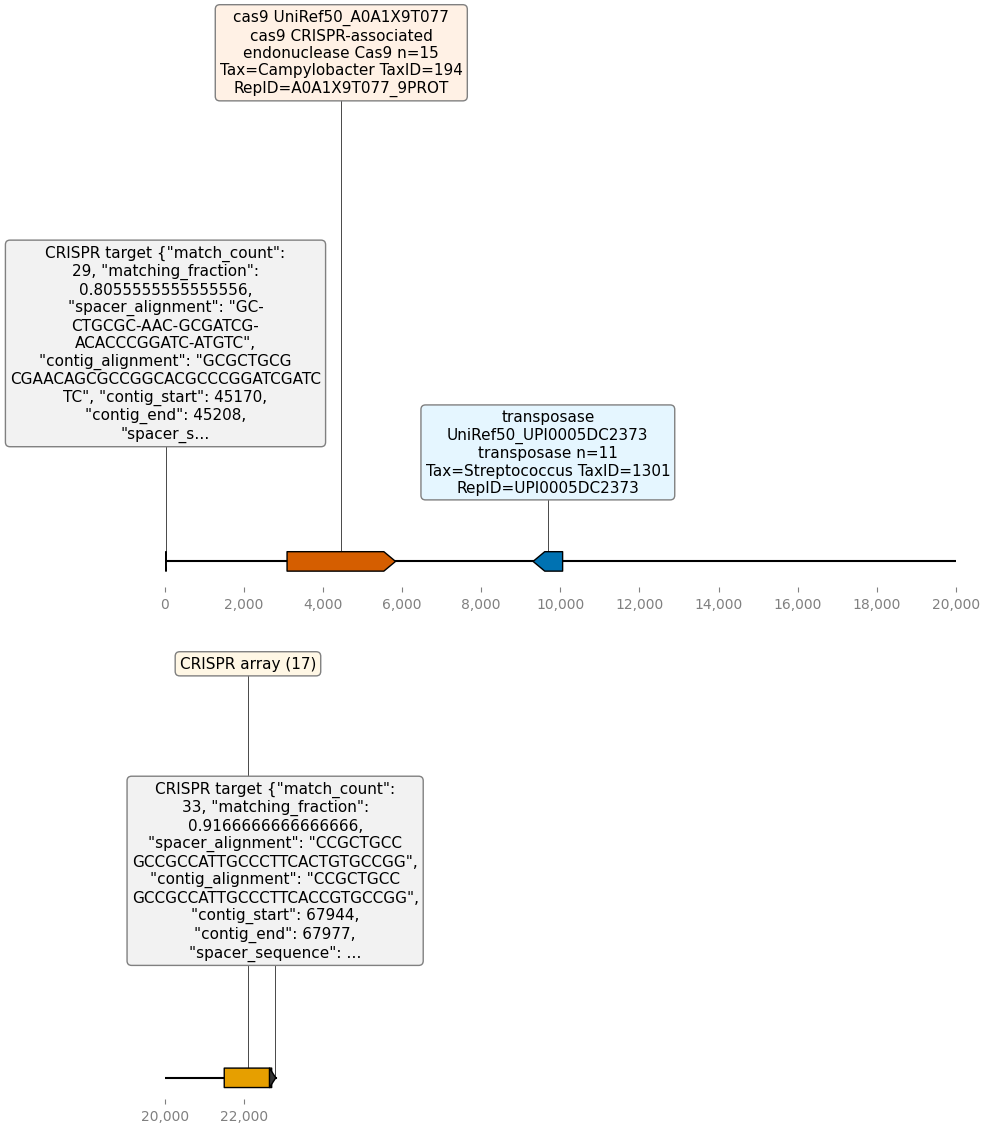 cas9 UniRef50_A0A1X9T077
cas9 CRISPR-associated
endonuclease Cas9 n=15
Tax=Campylobacter TaxID=194
RepID=A0A1X9T077_9PROT
CRISPR target {"match_count":
29, "matching_fraction":
0.8055555555555556,
"spacer_alignment": "GC-
CTGCGC-AAC-GCGATCG-
ACACCCGGATC-ATGTC",
"contig_alignment": "GCGCTGCG
CGAACAGCGCCGGCACGCCCGGATCGATC
TC", "contig_start": 45170,
"contig_end": 45208,
"spacer_s...
transposase
UniRef50_UPI0005DC2373
transposase n=11
Tax=Streptococcus TaxID=1301
RepID=UPI0005DC2373
0 2,000 4,000 6,000 8,000 10,000 12,000 14,000 16,000 18,000 20,000
CRISPR array (17)
CRISPR target {"match_count":
33, "matching_fraction":
0.9166666666666666,
"spacer_alignment": "CCGCTGCC
GCCGCCATTGCCCTTCACTGTGCCGG",
"contig_alignment": "CCGCTGCC
GCCGCCATTGCCCTTCACCGTGCCGG",
"contig_start": 67944,
"contig_end": 67977,
"spacer_sequence": ...
20,000 22,000